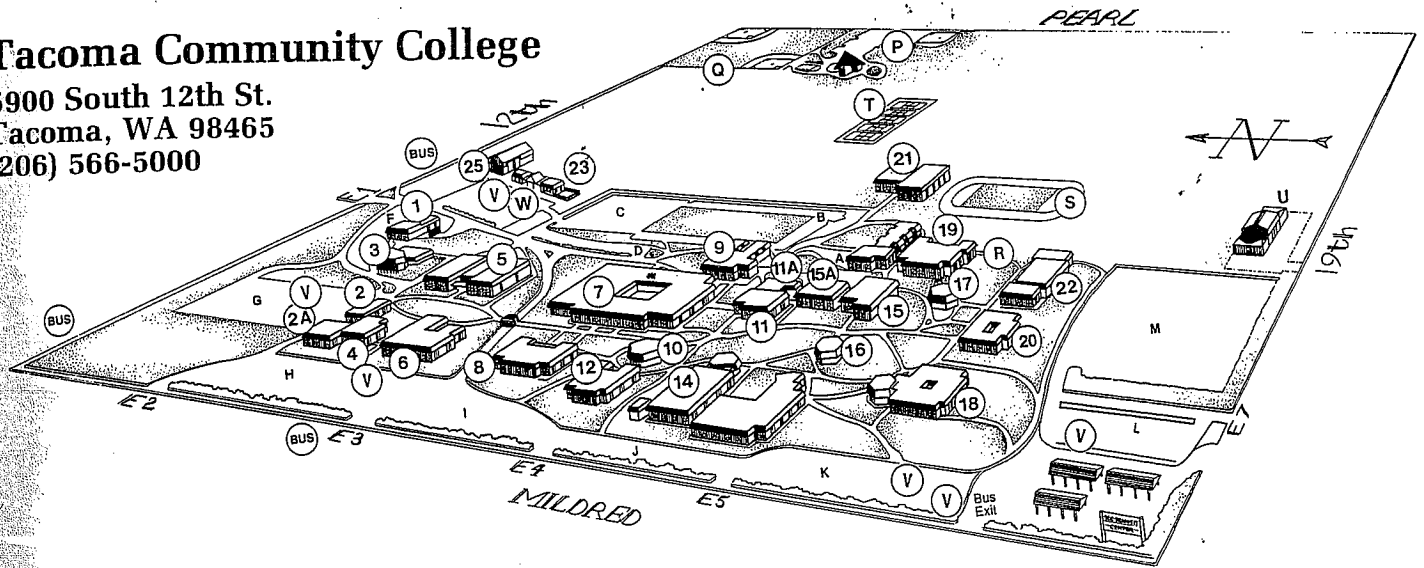 Tacoma Community College
5900 South 12th St.
Tacoma, WA 98465
(206) 566-5000
PEARL
12th
16th
MILDRED
N
BUS
BUS
BUS
E1
E2
E3
E4
E5
E7
P
Q
T
U
S
R
25
23
V
W
21
F
1
C
B
3
5
D
A
9
A
19
G
V
2
2A
4
V
6
7
11A
11
15A
15
17
22
M
H
8
10
12
16
20
I
14
18
J
K
L
V
V
V
Bus
Exit